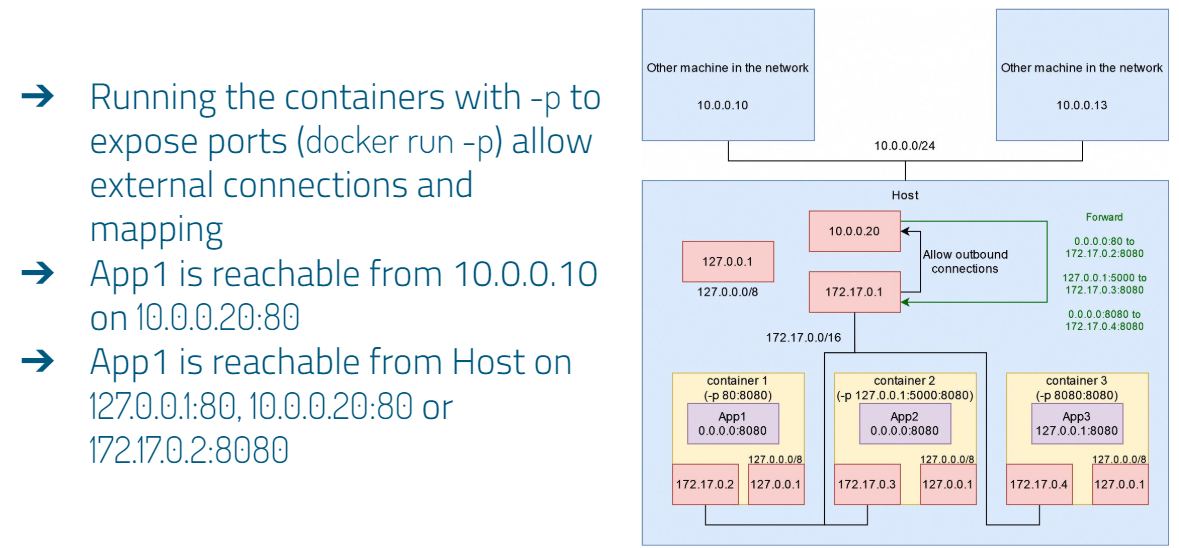 ➔ Running the containers with -p to
expose ports (docker run -p) allow
external connections and
mapping
➔ App1 is reachable from 10.0.0.10
on 10.0.0.20:80
➔ App1 is reachable from Host on
127.0.0.1:80, 10.0.0.20:80 or
172.17.0.2:8080
Other machine in the network
10.0.0.10
Other machine in the network
10.0.0.13
10.0.0.0/24
Host
10.0.0.20
127.0.0.1
127.0.0.0/8
172.17.0.1
Allow outbound
connections
Forward
0.0.0.0:80 to
172.17.0.2:8080
127.0.0.1:5000 to
172.17.0.3:8080
0.0.0.0:8080 to
172.17.0.4:8080
172.17.0.0/16
container 1
(-p 80:8080)
App1
0.0.0.0:8080
127.0.0.0/8
172.17.0.2
127.0.0.1
container 2
(-p 127.0.0.1:5000:8080)
App2
0.0.0.0:8080
127.0.0.0/8
172.17.0.3
127.0.0.1
container 3
(-p 8080:8080)
App3
127.0.0.1:8080
127.0.0.0/8
172.17.0.4
127.0.0.1